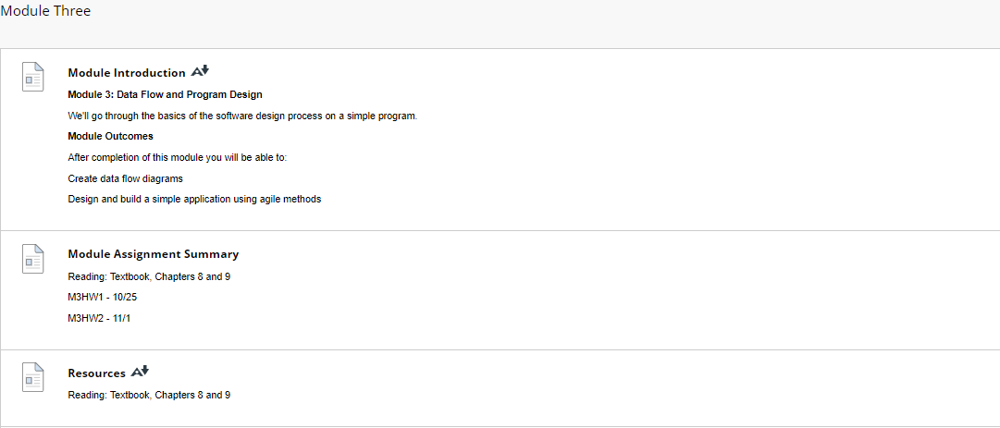 Module Three
Module Introduction
Module 3: Data Flow and Program Design
We'll go through the basics of the software design process on a simple program.
Module Outcomes
After completion of this module you will be able to:
Create data flow diagrams
Design and build a simple application using agile methods
Module Assignment Summary
Reading: Textbook, Chapters 8 and 9
M3HW1 - 10/25
M3HW2 - 11/1
Resources
Reading: Textbook, Chapters 8 and 9